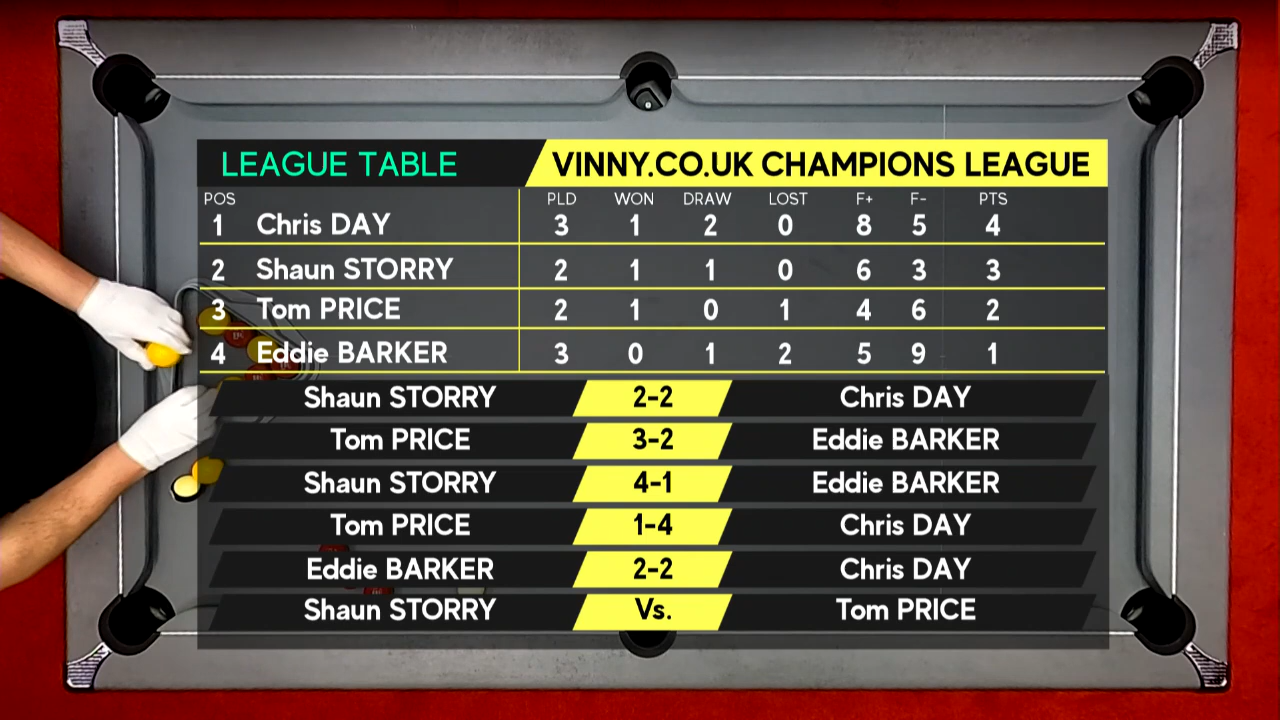 LEAGUE TABLE VINNY.CO.UK CHAMPIONS LEAGUE
POS PLD WON DRAW LOST F+ F- PTS
1 Chris DAY 3 1 2 0 8 5 4
2 Shaun STORRY 2 1 1 0 6 3 3
3 Tom PRICE 2 1 0 1 4 6 2
4 Eddie BARKER 3 0 1 2 5 9 1
Shaun STORRY 2-2 Chris DAY
Tom PRICE 3-2 Eddie BARKER
Shaun STORRY 4-1 Eddie BARKER
Tom PRICE 1-4 Chris DAY
Eddie BARKER 2-2 Chris DAY
Shaun STORRY Vs. Tom PRICE